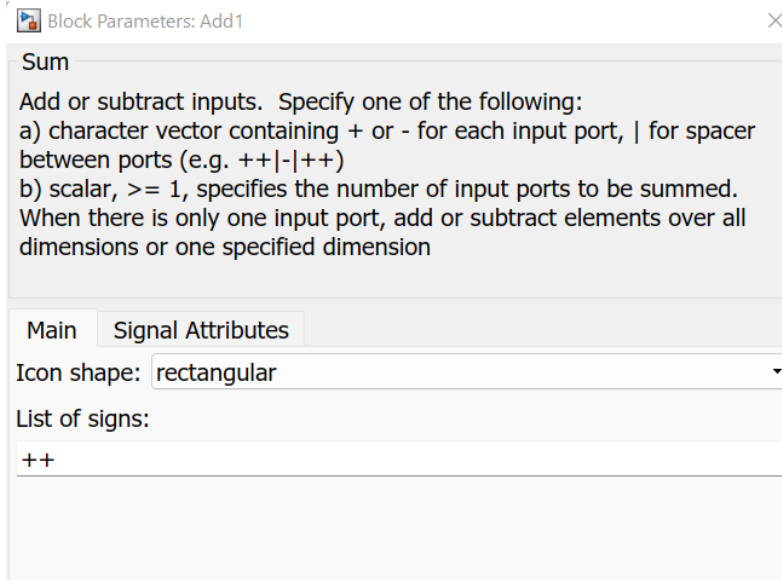 Block Parameters: Add1
Sum
Add or subtract inputs.  Specify one of the following:
a) character vector containing + or - for each input port, | for spacer
between ports (e.g. ++|-|++)
b) scalar, >= 1, specifies the number of input ports to be summed.
When there is only one input port, add or subtract elements over all
dimensions or one specified dimension
Main Signal Attributes
Icon shape: rectangular
List of signs:
++